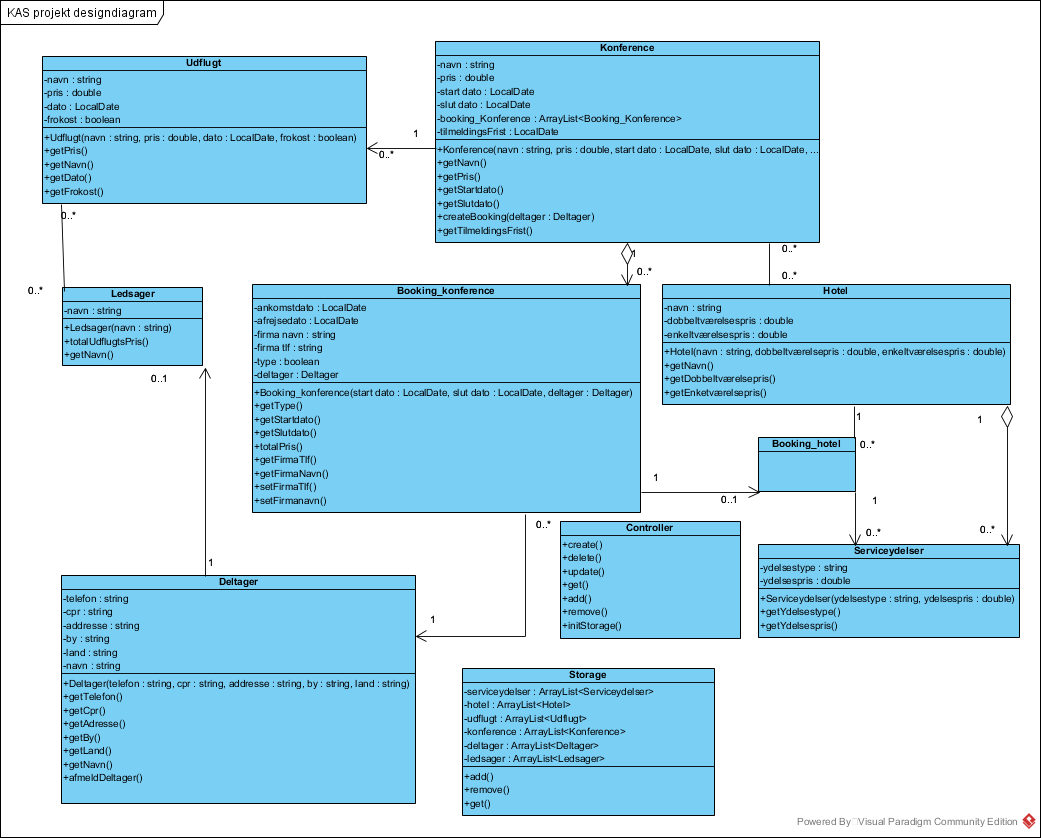 KAS projekt designdiagram
Udflugt
-navn : string
-pris : double
-dato : LocalDate
-frokost : boolean
+Udflugt(navn : string, pris : double, dato : LocalDate, frokost : boolean)
+getPris()
+getNavn()
+getDato()
+getFrokost()
Konference
-navn : string
-pris : double
-start dato : LocalDate
-slut dato : LocalDate
-booking_Konference : ArrayList<Booking_Konference>
-tilmeldingsFrist : LocalDate
+Konference(navn : string, pris : double, start dato : LocalDate, slut dato : LocalDate, ...
+getNavn()
+getPris()
+getStartdato()
+getSlutdato()
+createBooking(deltager : Deltager)
+getTilmeldingsFrist()
1
0..*
0..*
0..*
1
0..*
0..*
0..*
Ledsager
-navn : string
+Ledsager(navn : string)
+totalUdflugtsPris()
+getNavn()
0..1
1
Booking_konference
-ankomstdato : LocalDate
-afrejsedato : LocalDate
-firma navn : string
-firma tlf : string
-type : boolean
-deltager : Deltager
+Booking_konference(start dato : LocalDate, slut dato : LocalDate, deltager : Deltager)
+getType()
+getStartdato()
+getSlutdato()
+totalPris()
+getFirmaTlf()
+getFirmaNavn()
+setFirmaTlf()
+setFirmanavn()
Hotel
-navn : string
-dobbeltværelsespris : double
-enkeltværelsespris : double
+Hotel(navn : string, dobbeltværelsespris : double, enkeltværelsespris : double)
+getNavn()
+getDobbeltværelsepris()
+getEnketværelsepris()
1
0..*
1
0..*
Booking_hotel
1
0..1
1
0..*
0..*
1
Controller
+create()
+delete()
+update()
+get()
+add()
+remove()
+initStorage()
Serviceydelser
-ydelsestype : string
-ydelsespris : double
+Serviceydelser(ydelsestype : string, ydelsespris : double)
+getYdelsestype()
+getYdelsespris()
Deltager
-telefon : string
-cpr : string
-addresse : string
-by : string
-land : string
-navn : string
+Deltager(telefon : string, cpr : string, addresse : string, by : string, land : string)
+getTelefon()
+getCpr()
+getAdresse()
+getBy()
+getLand()
+getNavn()
+afmeldDeltager()
Storage
-serviceydelser : ArrayList<Serviceydelser>
-hotel : ArrayList<Hotel>
-udflugt : ArrayList<Udflugt>
-konference : ArrayList<Konference>
-deltager : ArrayList<Deltager>
-ledsager : ArrayList<Ledsager>
+add()
+remove()
+get()
Powered By Visual Paradigm Community Edition